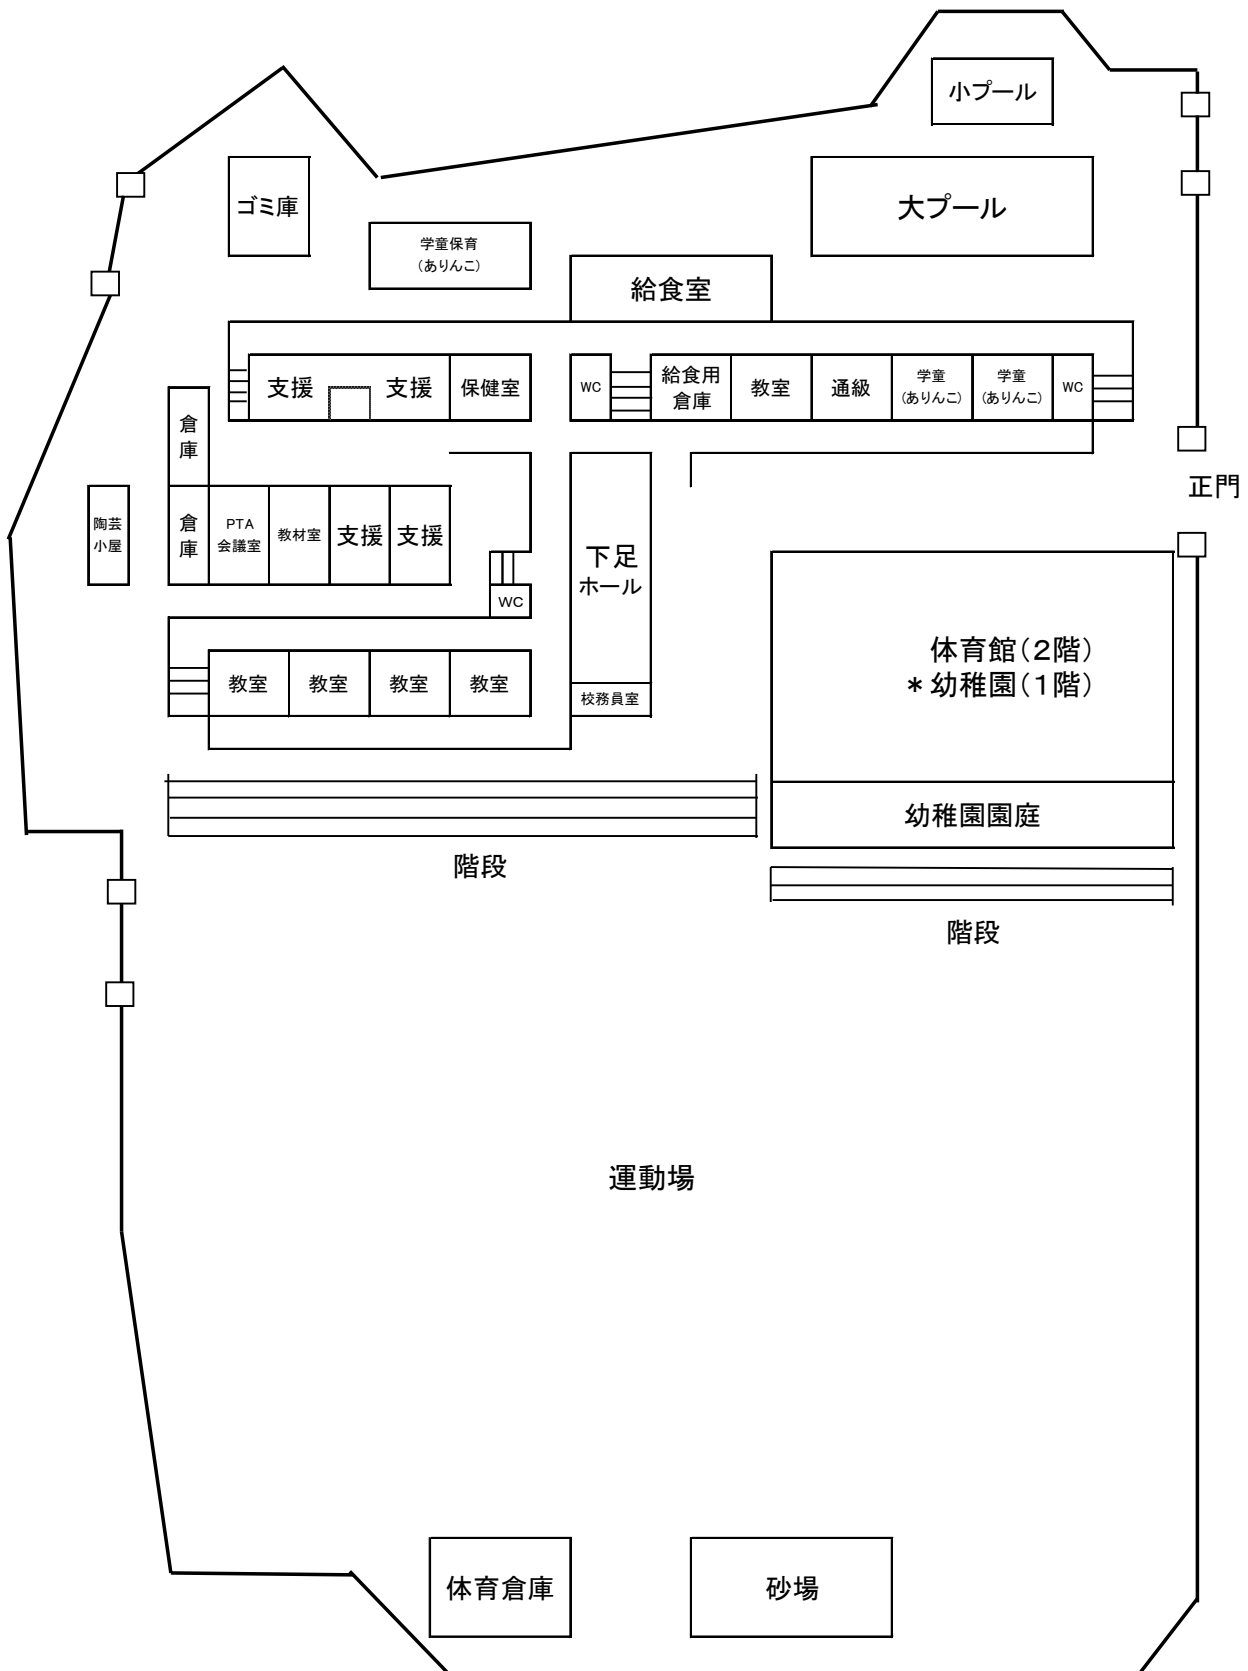 小プール
ゴミ庫
大プール
学童保育
(ありんこ)
給食室
支援
支援
保健室
WC
給食用
倉庫
教室
通級
学童
(ありんこ)
学童
(ありんこ)
WC
倉
庫
正門
陶芸
小屋
倉
庫
PTA
会議室
教材室
支援
支援
下足
ホール
WC
体育館(2階)
*幼稚園(1階)
教室
教室
教室
教室
校務員室
幼稚園園庭
階段
階段
運動場
体育倉庫
砂場